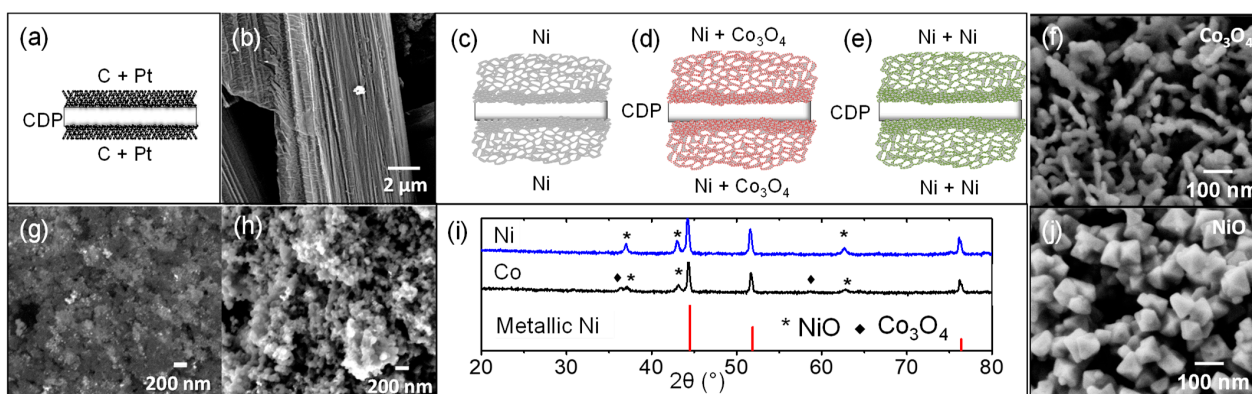 (a)
C + Pt
CDP
C + Pt
(b)
2 µm
(c)
Ni
Ni
(d)
Ni + Co₃O₄
CDP
Ni + Co₃O₄
(e)
Ni + Ni
CDP
Ni + Ni
(f)
Co₃O₄
100 nm
(g)
200 nm
(h)
200 nm
(i)
Ni
* * *
Co
♦ * * ♦ *
Metallic Ni
* NiO ♦ Co₃O₄
20 30 40 50 60 70 80
2θ (°)
(j)
NiO
100 nm